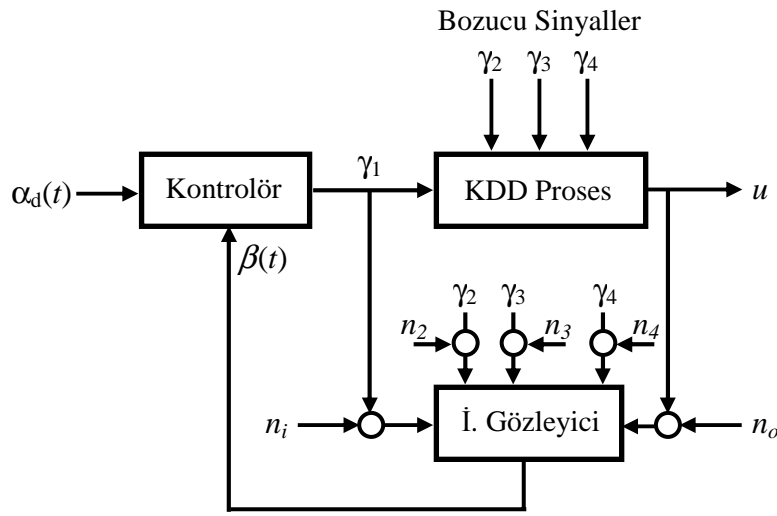 Bozucu Sinyaller
γ2 γ3 γ4
αd(t) Kontrolör γ1 KDD Proses u
β(t)
γ2 γ3 γ4
n2 n3 n4
ni İ. Gözleyici no